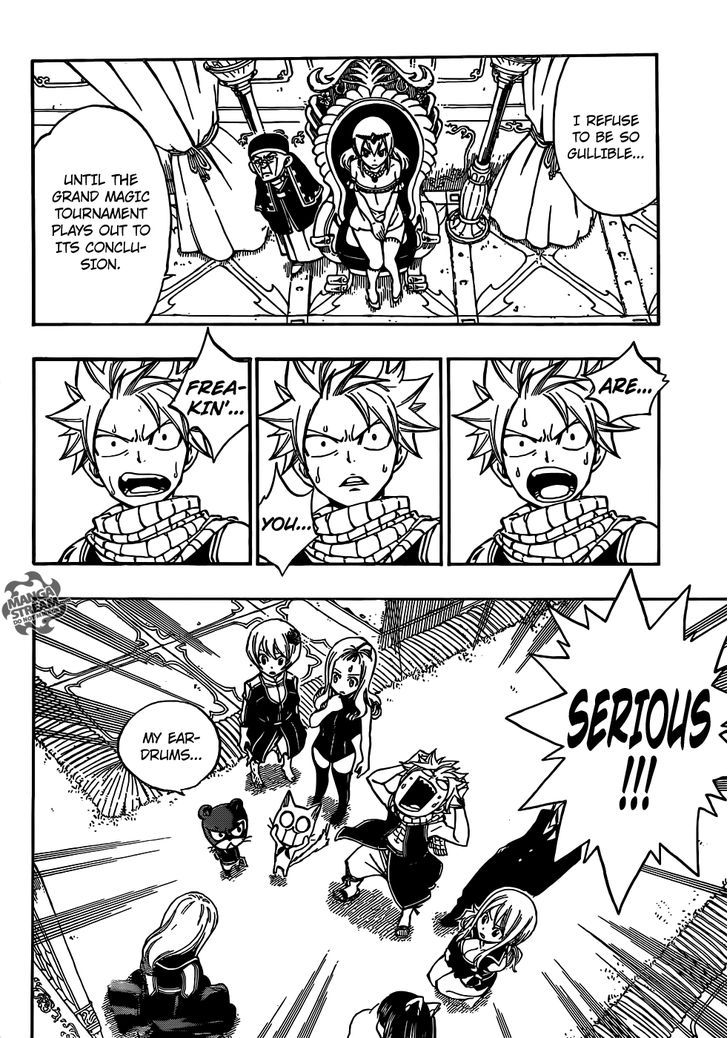 I REFUSE
TO BE SO
GULLIBLE...
UNTIL THE
GRAND MAGIC
TOURNAMENT
PLAYS OUT TO
ITS CONCLU-
SION.
ARE...
YOU...
FREA-
KIN'...
SERIOUS
!!!
MY EAR-
DRUMS...
MANGA
STREAM